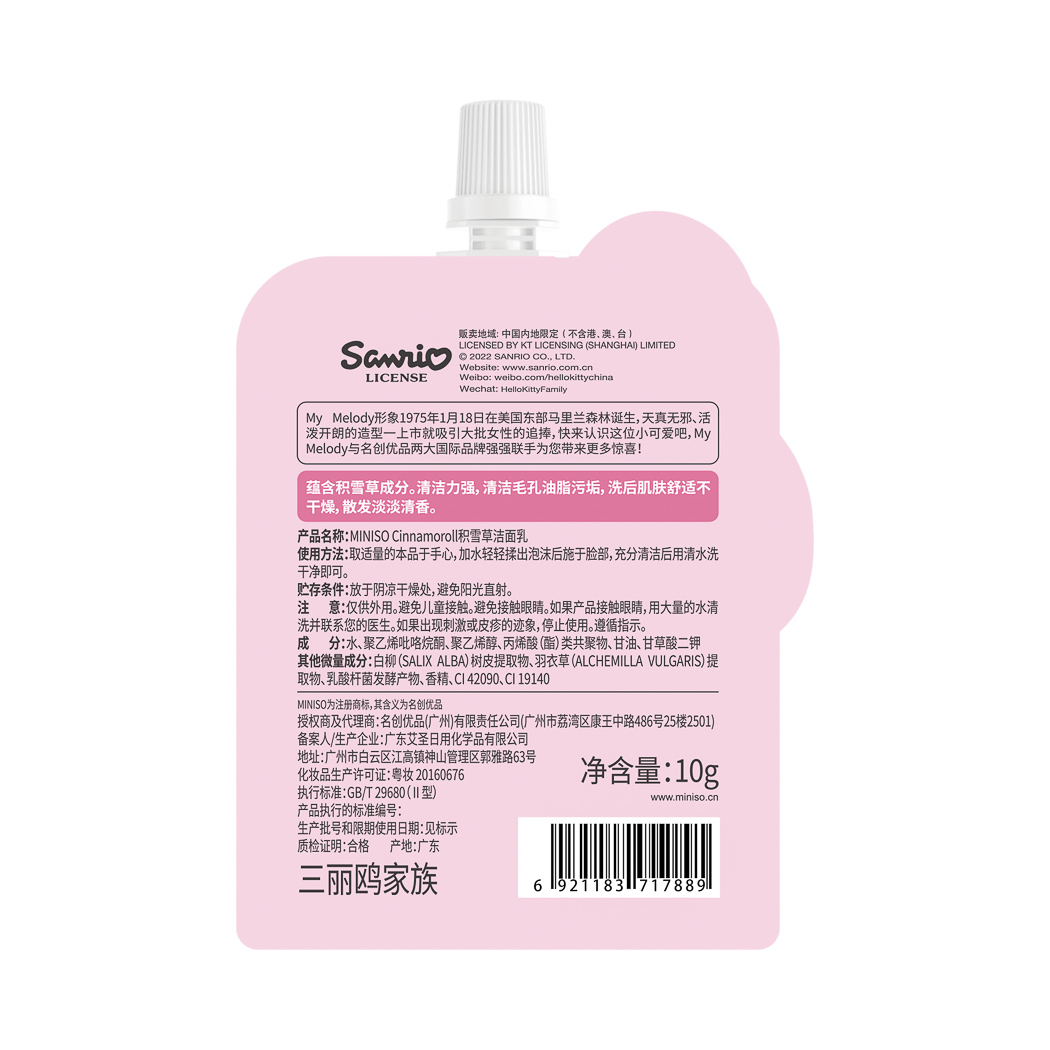 Sanrio
LICENSE
贩卖地域: 中国内地限定（不含港、澳、台）
LICENSED BY KT LICENSING (SHANGHAI) LIMITED
© 2022 SANRIO CO., LTD.
Website: www.sanrio.com.cn
Weibo: weibo.com/hellokittychina
Wechat: HelloKittyFamily
My Melody形象1975年1月18日在美国东部马里兰森林诞生，天真无邪、活
泼开朗的造型一上市就吸引大批女性的追捧，快来认识这位小可爱吧，My
Melody与名创优品两大国际品牌强强联手为您带来更多惊喜！
蕴含积雪草成分。清洁力强，清洁毛孔油脂污垢，洗后肌肤舒适不
干燥，散发淡淡清香。
产品名称：MINISO Cinnamoroll积雪草洁面乳
使用方法：取适量的本品于手心，加水轻轻揉出泡沫后施于脸部，充分清洁后用清水洗
干净即可。
贮存条件：放于阴凉干燥处，避免阳光直射。
注 意：仅供外用。避免儿童接触。避免接触眼睛。如果产品接触眼睛，用大量的水清
洗并联系您的医生。如果出现刺激或皮疹的迹象，停止使用。遵循指示。
成 分：水、聚乙烯吡咯烷酮、聚乙烯醇、丙烯酸（酯）类共聚物、甘油、甘草酸二钾
其他微量成分：白柳（SALIX ALBA）树皮提取物、羽衣草（ALCHEMILLA VULGARIS）提
取物、乳酸杆菌发酵产物、香精、CI 42090、CI 19140
MINISO为注册商标，其含义为名创优品
授权商及代理商：名创优品(广州)有限责任公司(广州市荔湾区康王中路486号25楼2501)
备案人/生产企业：广东艾圣日用化学品有限公司
地址：广州市白云区江高镇神山管理区郭雅路63号
化妆品生产许可证：粤妆 20160676
执行标准：GB/T 29680（Ⅱ型）
产品执行的标准编号：
生产批号和限期使用日期：见标示
质检证明：合格 产地：广东
三丽鸥家族
净含量：10g
www.miniso.cn
6 921183 717889